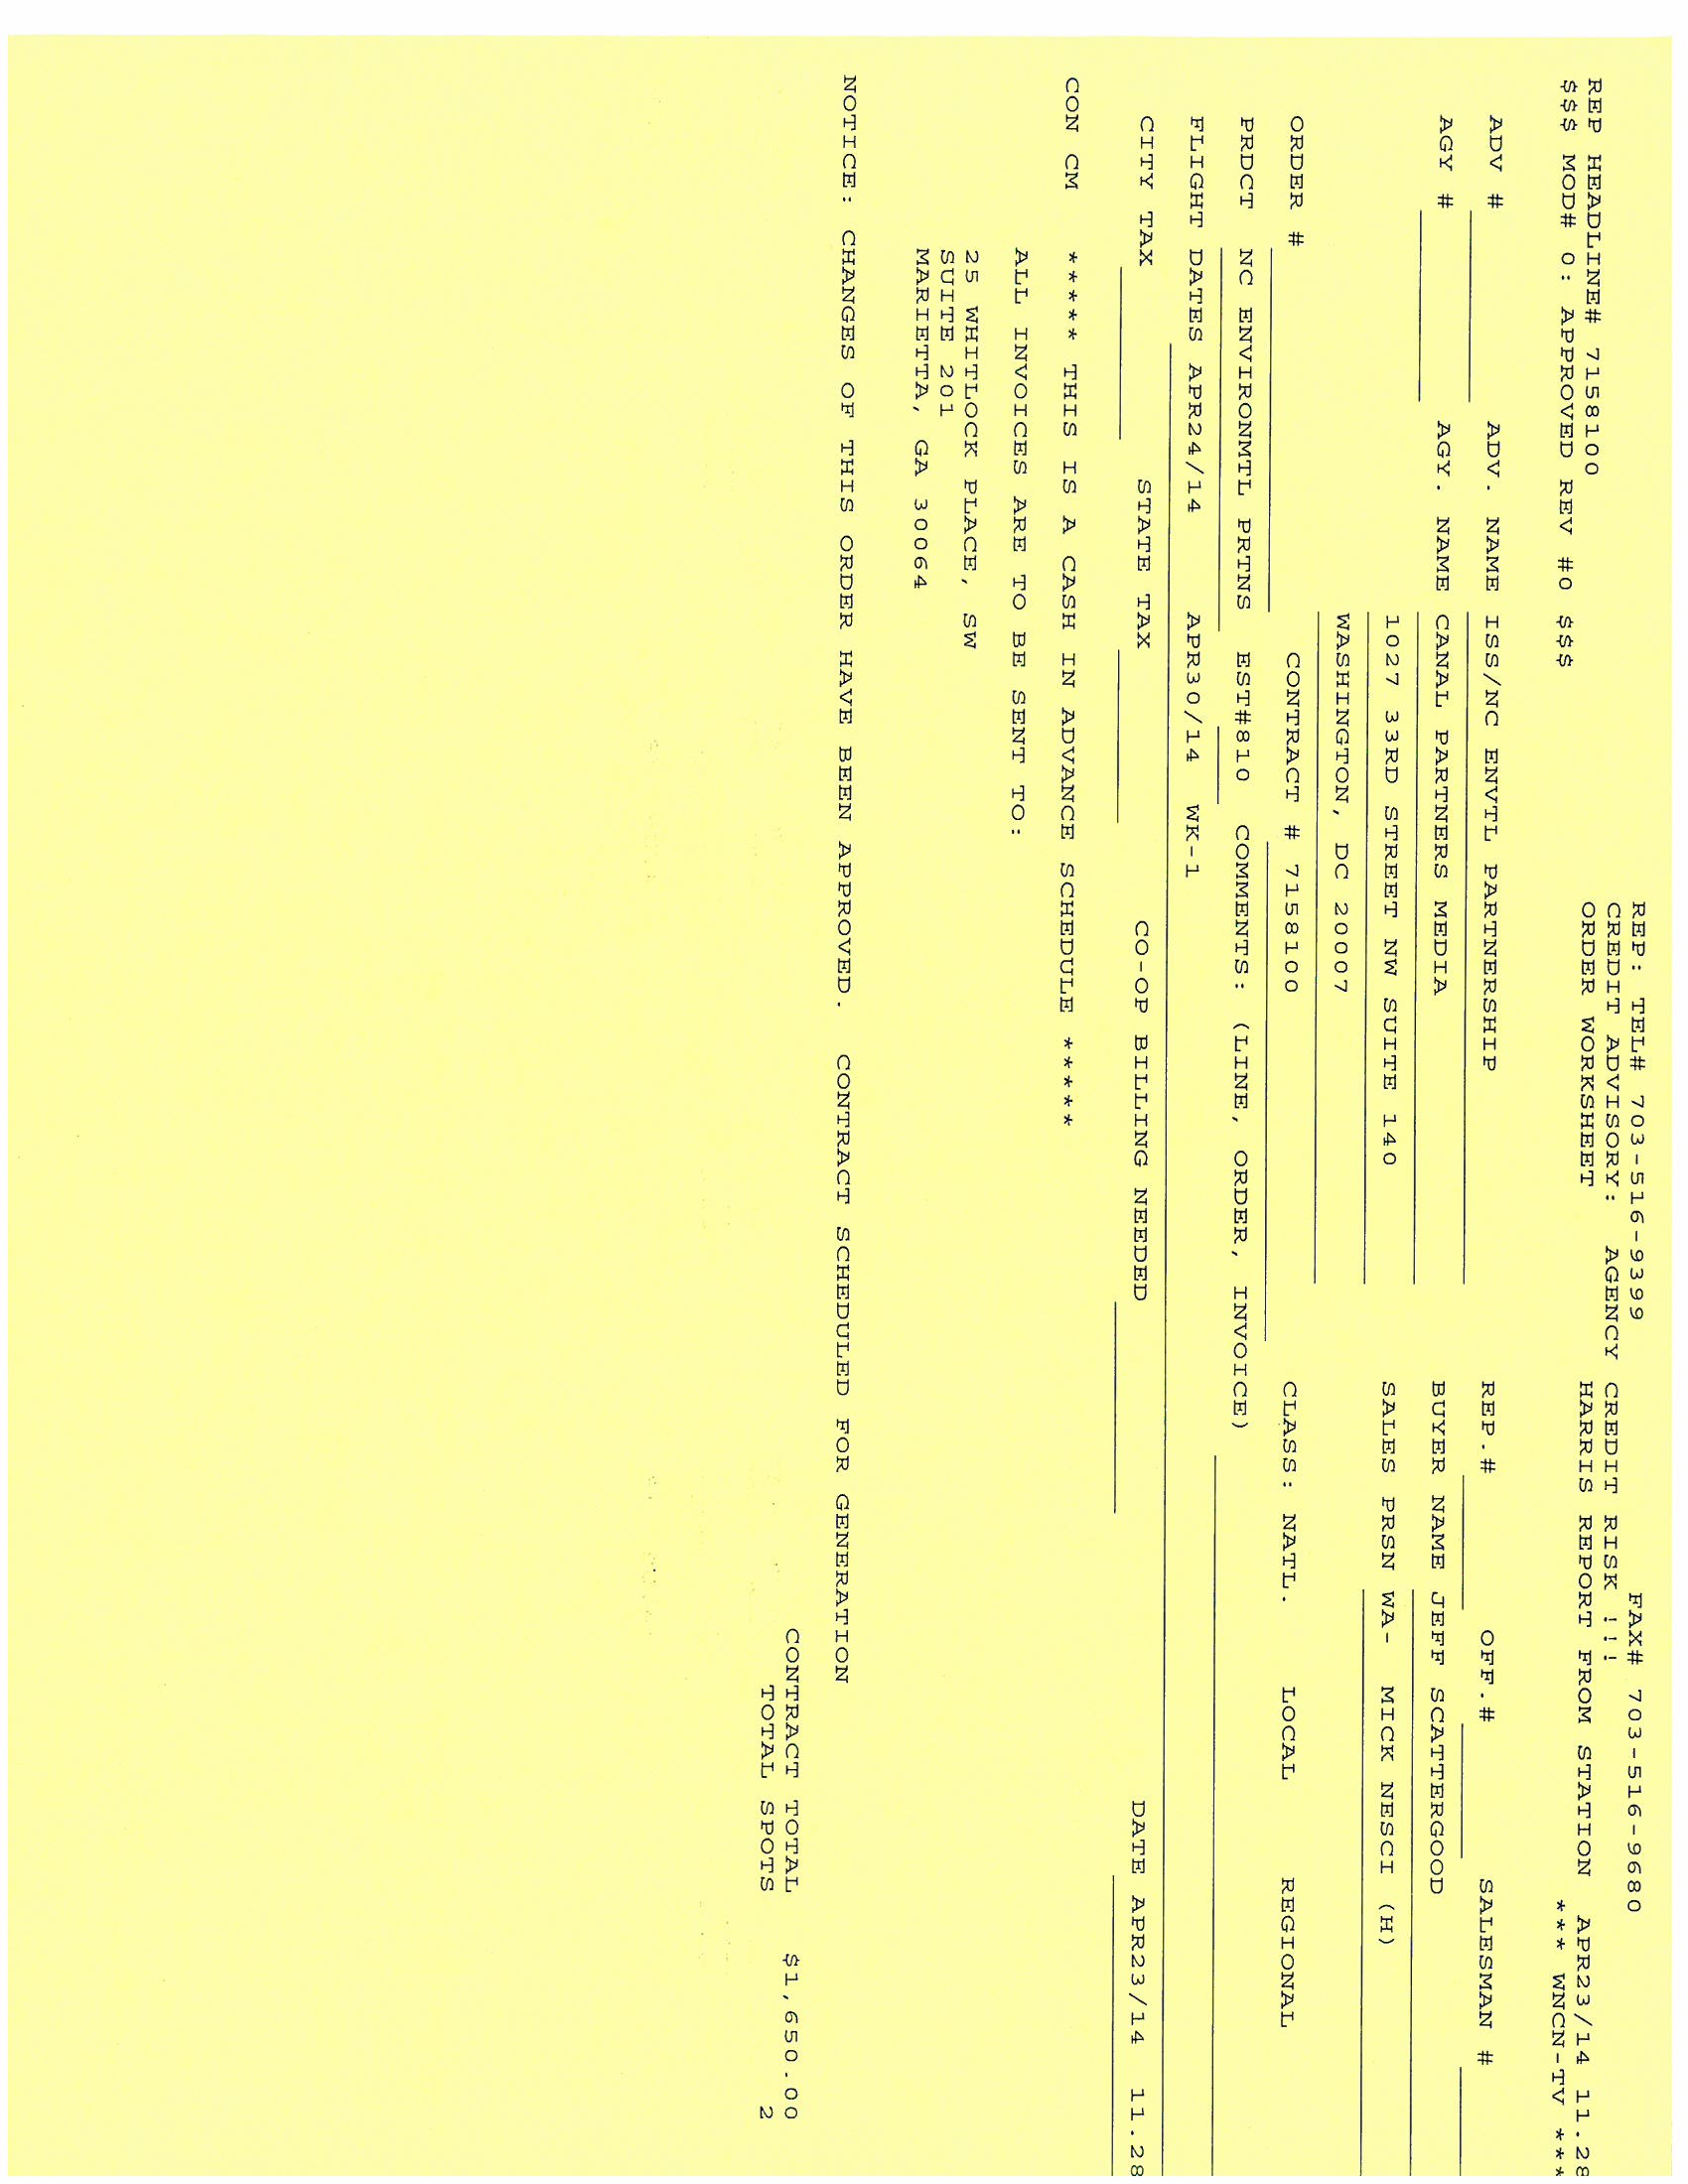 REP: TEL# 703-516-9399 FAX# 703-516-9680
CREDIT ADVISORY: AGENCY CREDIT RISK !!!
REP HEADLINE# 7158100 ORDER WORKSHEET HARRIS REPORT FROM STATION APR23/14 11.28
$$$ MOD# 0: APPROVED REV #0 $$$ *** WNCN-TV ***
ADV # ADV. NAME ISS/NC ENVTL PARTNERSHIP REP.# OFF.# SALESMAN #
AGY # AGY. NAME CANAL PARTNERS MEDIA BUYER NAME JEFF SCATTERGOOD
1027 33RD STREET NW SUITE 140 SALES PRSN WA- MICK NESCI (H)
WASHINGTON, DC 20007
ORDER # CONTRACT # 7158100 CLASS: NATL. LOCAL REGIONAL
PRDCT NC ENVIRONMTL PRTNS EST#810 COMMENTS: (LINE, ORDER, INVOICE)
FLIGHT DATES APR24/14 APR30/14 WK-1
CITY TAX STATE TAX CO-OP BILLING NEEDED DATE APR23/14 11.28
CON CM ***** THIS IS A CASH IN ADVANCE SCHEDULE *****
ALL INVOICES ARE TO BE SENT TO:
25 WHITLOCK PLACE, SW
SUITE 201
MARIETTA, GA 30064
NOTICE: CHANGES OF THIS ORDER HAVE BEEN APPROVED. CONTRACT SCHEDULED FOR GENERATION
CONTRACT TOTAL $1,650.00
TOTAL SPOTS 2